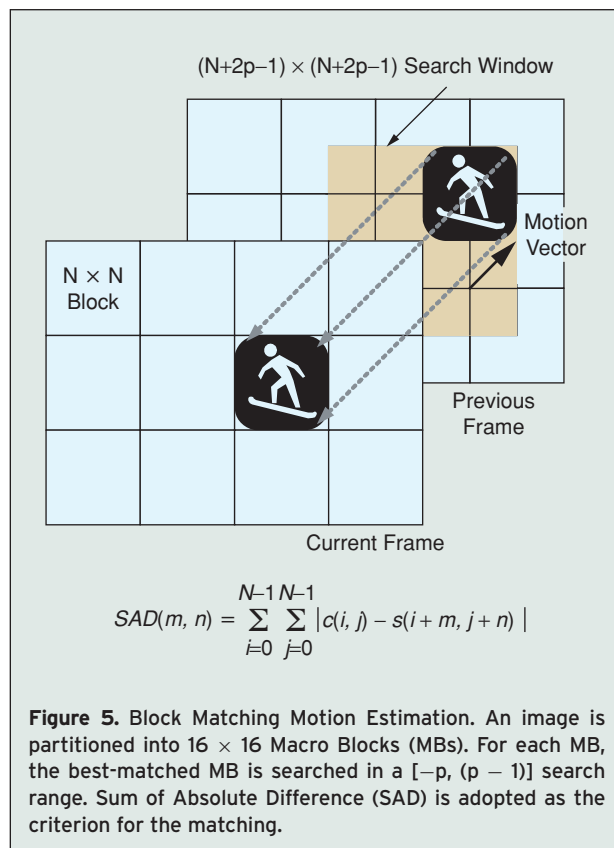 (N+2p–1) × (N+2p–1) Search Window
Motion
Vector
N × N
Block
Previous
Frame
Current Frame
SAD(m, n) = N–1∑i=0 N–1∑j=0 |c(i, j) – s(i + m, j + n) |
Figure 5. Block Matching Motion Estimation. An image is
partitioned into 16 × 16 Macro Blocks (MBs). For each MB,
the best-matched MB is searched in a [–p, (p – 1)] search
range. Sum of Absolute Difference (SAD) is adopted as the
criterion for the matching.